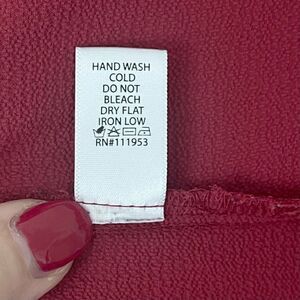 HAND WASH
COLD
DO NOT
BLEACH
DRY FLAT
IRON LOW
RN#111953